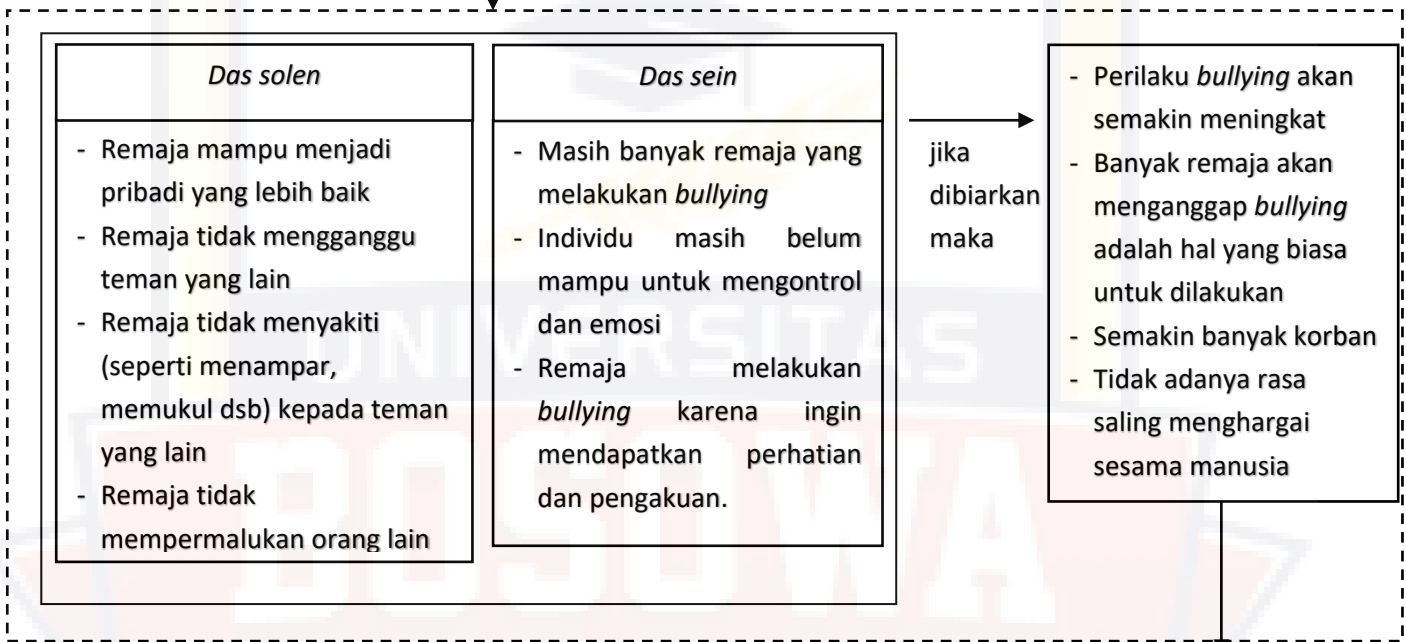 Das solen
- Remaja mampu menjadi
pribadi yang lebih baik
- Remaja tidak mengganggu
teman yang lain
- Remaja tidak menyakiti
(seperti menampar,
memukul dsb) kepada teman
yang lain
- Remaja tidak
mempermalukan orang lain
Das sein
- Masih banyak remaja yang
melakukan bullying
- Individu masih belum
mampu untuk mengontrol
dan emosi
- Remaja melakukan
bullying karena ingin
mendapatkan perhatian
dan pengakuan.
jika
dibiarkan
maka
- Perilaku bullying akan
semakin meningkat
- Banyak remaja akan
menganggap bullying
adalah hal yang biasa
untuk dilakukan
- Semakin banyak korban
- Tidak adanya rasa
saling menghargai
sesama manusia
UNIVERSITAS
BOSOWA